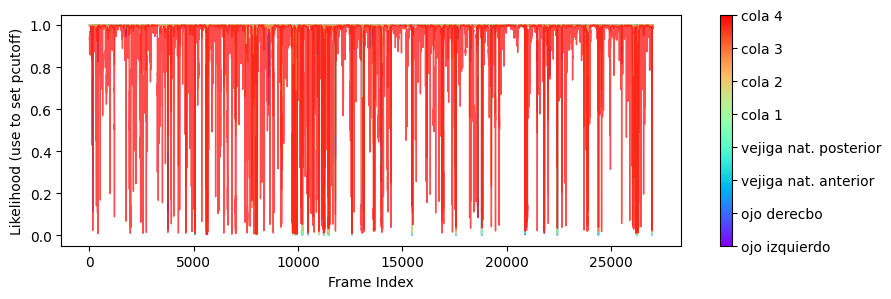 Likelihood (use to set pcutoff)
1.0
0.8
0.6
0.4
0.2
0.0
0
5000
10000
15000
20000
25000
Frame Index
cola 4
cola 3
cola 2
cola 1
vejiga nat. posterior
vejiga nat. anterior
ojo derecbo
ojo izquierdo